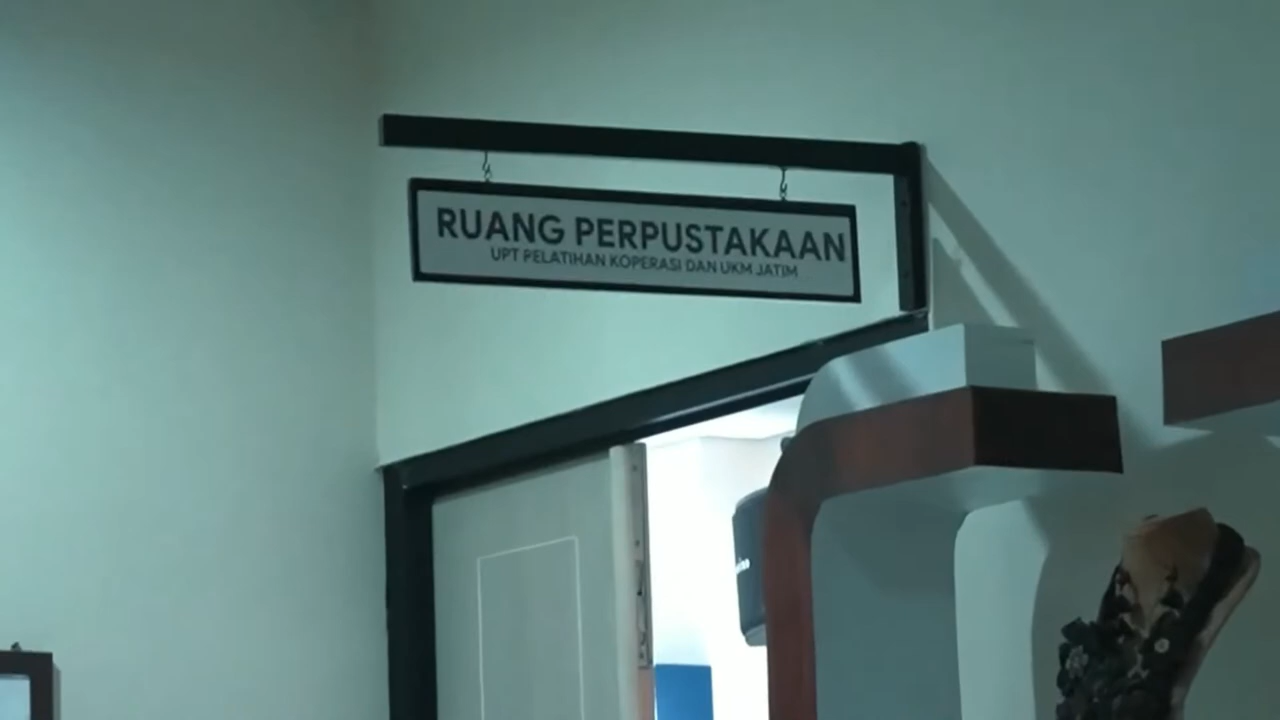 RUANG PERPUSTAKAAN
UPT PELATIHAN KOPERASI DAN UKM JATIM